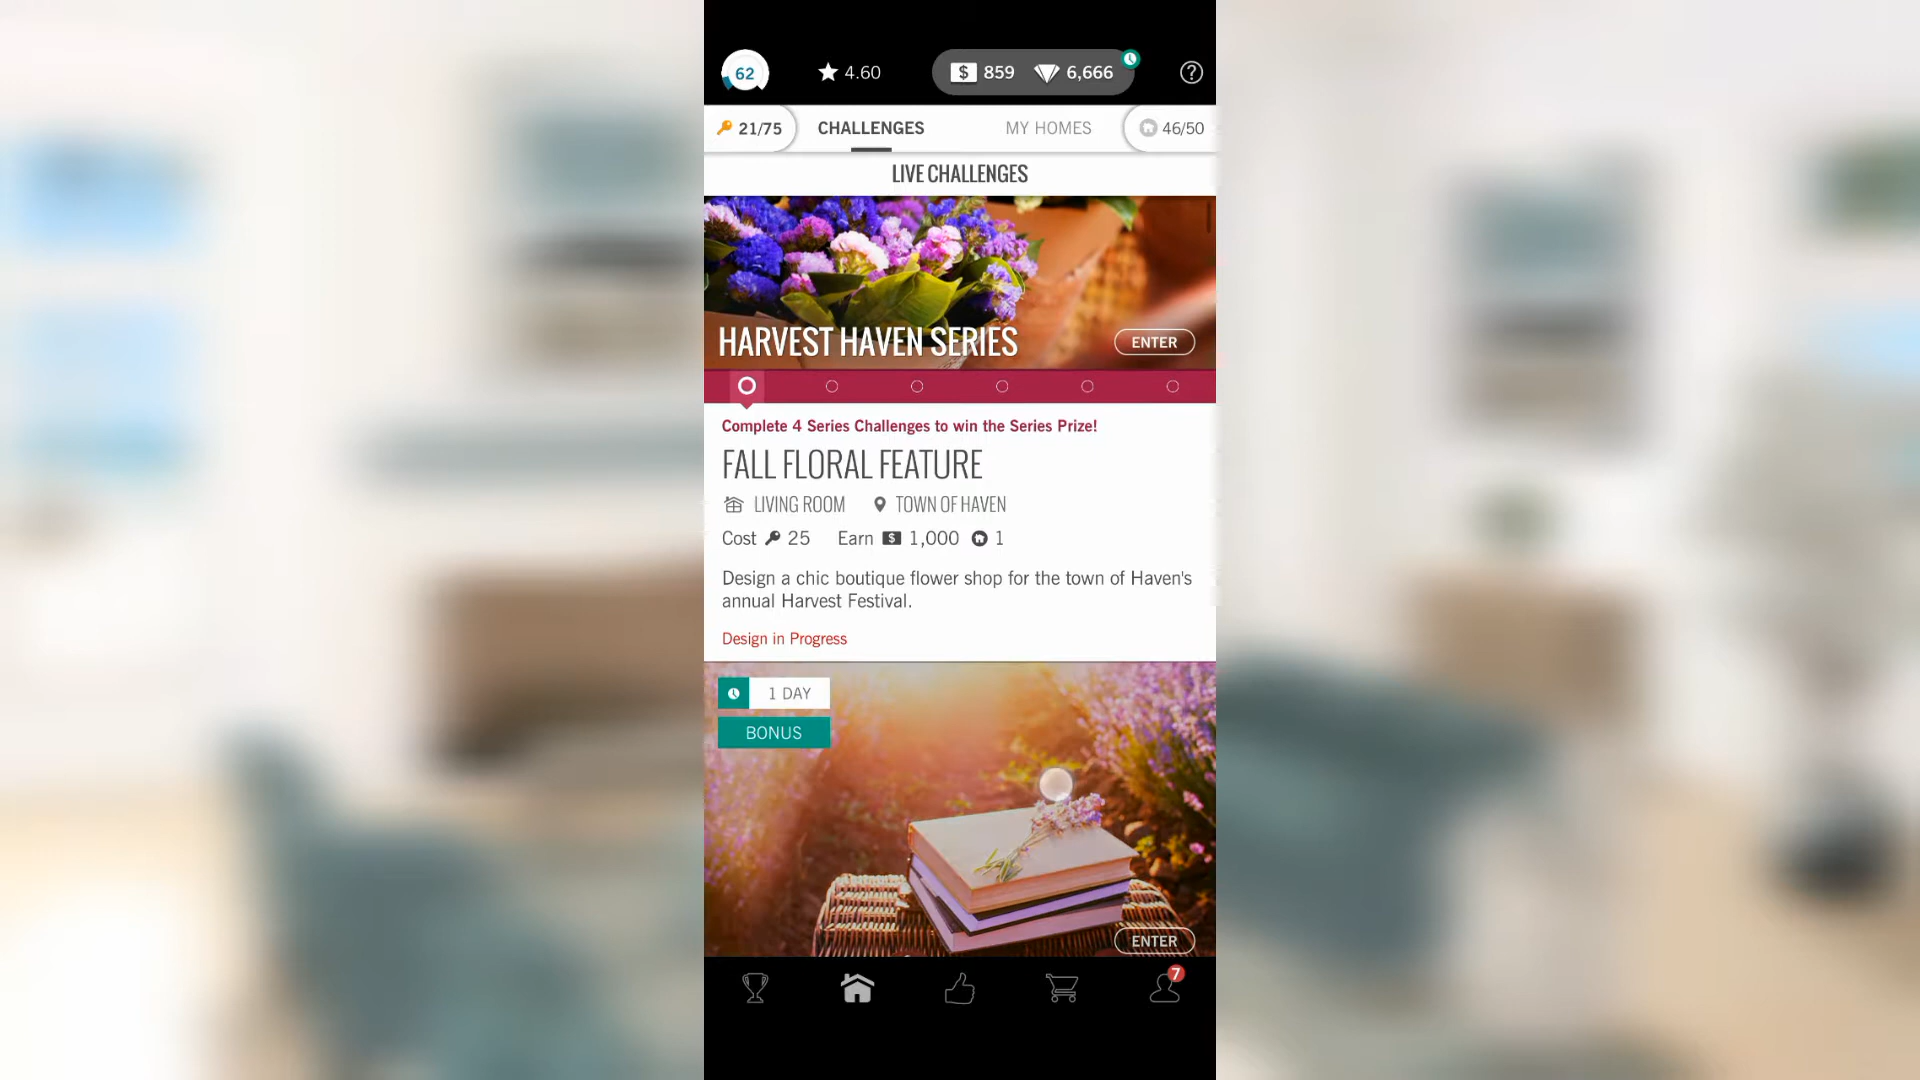 62 4.60 $ 859 6,666 ?
21/75 CHALLENGES MY HOMES 46/50
LIVE CHALLENGES
HARVEST HAVEN SERIES ENTER
Complete 4 Series Challenges to win the Series Prize!
FALL FLORAL FEATURE
LIVING ROOM TOWN OF HAVEN
Cost 25 Earn $ 1,000 1
Design a chic boutique flower shop for the town of Haven's
annual Harvest Festival.
Design in Progress
1 DAY
BONUS
ENTER
7